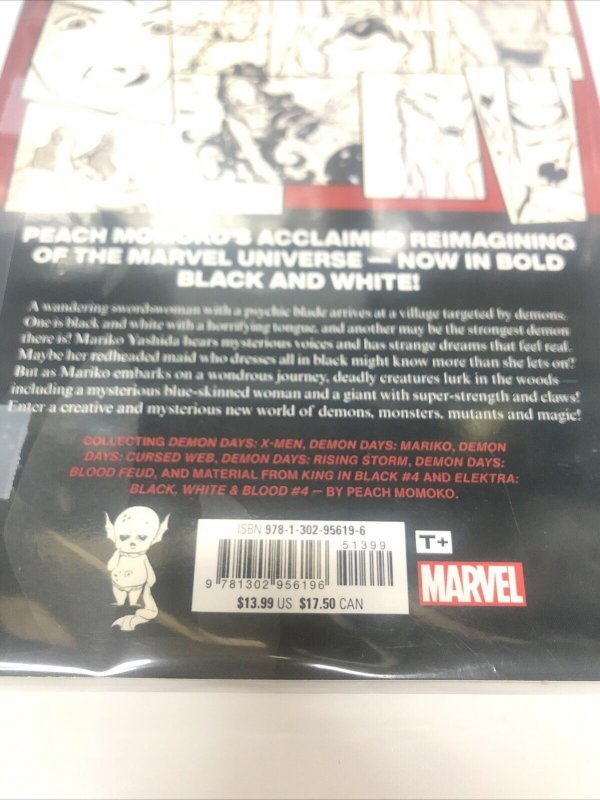 PEACH MOMOKO'S ACCLAIMED REIMAGINING
OF THE MARVEL UNIVERSE — NOW IN BOLD
BLACK AND WHITE!
A wandering swordswoman with a psychic blade arrives at a village targeted by demons.
One is black and white with a horrifying tongue, and another may be the strongest demon
there is! Mariko Yashida hears mysterious voices and has strange dreams that feel real.
Maybe her redheaded maid who dresses all in black might know more than she lets on?
But as Mariko embarks on a wondrous journey, deadly creatures lurk in the woods —
including a mysterious blue-skinned woman and a giant with super-strength and claws!
Enter a creative and mysterious new world of demons, monsters, mutants and magic!
COLLECTING DEMON DAYS: X-MEN, DEMON DAYS: MARIKO, DEMON
DAYS: CURSED WEB, DEMON DAYS: RISING STORM, DEMON DAYS:
BLOOD FEUD, AND MATERIAL FROM KING IN BLACK #4 AND ELEKTRA:
BLACK, WHITE & BLOOD #4 — BY PEACH MOMOKO.
ISBN 978-1-302-95619-6
51399
9 781302 956196
$13.99 US $17.50 CAN
T+
MARVEL